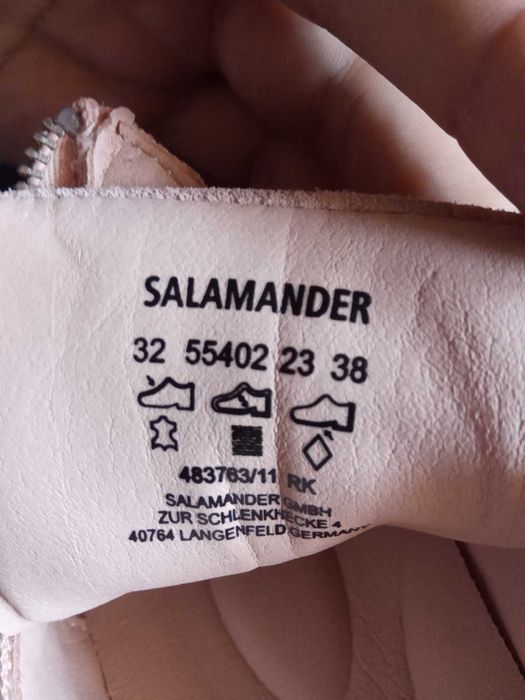 SALAMANDER
32 55402 23 38
483763/11 RK
SALAMANDER GMBH
ZUR SCHLENKHECKE 4
40764 LANGENFELD GERMANY